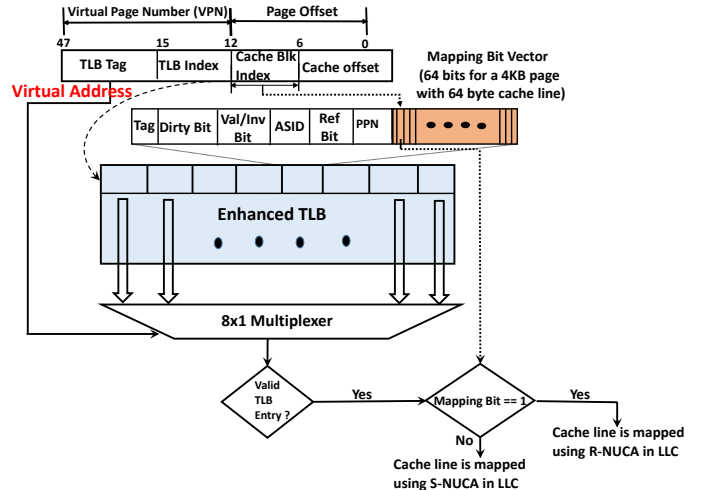 Virtual Page Number (VPN) Page Offset
47 15 12 6 0
TLB Tag TLB Index Cache Blk Index Cache offset
Virtual Address
Mapping Bit Vector
(64 bits for a 4KB page
with 64 byte cache line)
Tag Dirty Bit Val/Inv Bit ASID Ref Bit PPN
Enhanced TLB
8x1 Multiplexer
Valid
TLB
Entry ?
Yes
Mapping Bit == 1
Yes
No
Cache line is mapped
using R-NUCA in LLC
Cache line is mapped
using S-NUCA in LLC